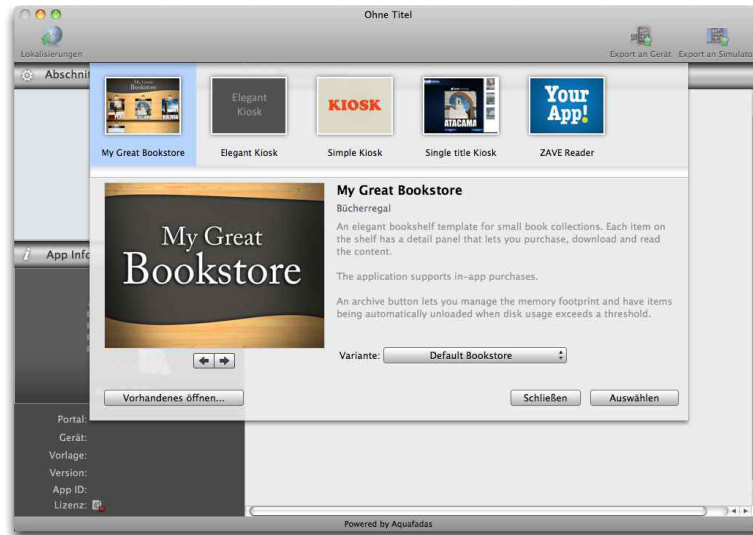 Ohne Titel
Lokalisierungen
Export an Gerät
Export an Simulato
Abschni
My Great
Bookstore
Elegant
Kiosk
KIOSK
ATACAMA
Your
App!
My Great Bookstore
Elegant Kiosk
Simple Kiosk
Single title Kiosk
ZAVE Reader
My Great
Bookstore
My Great Bookstore
Bücherregal
An elegant bookshelf template for small book collections. Each item on
the shelf has a detail panel that lets you purchase, download and read
the content.
The application supports in-app purchases.
An archive button lets you manage the memory footprint and have items
being automatically unloaded when disk usage exceeds a threshold.
App Info
Variante:
Default Bookstore
Vorhandenes öffnen...
Schließen
Auswählen
Portal:
Gerät:
Vorlage:
Version:
App ID:
Lizenz:
Powered by Aquafadas